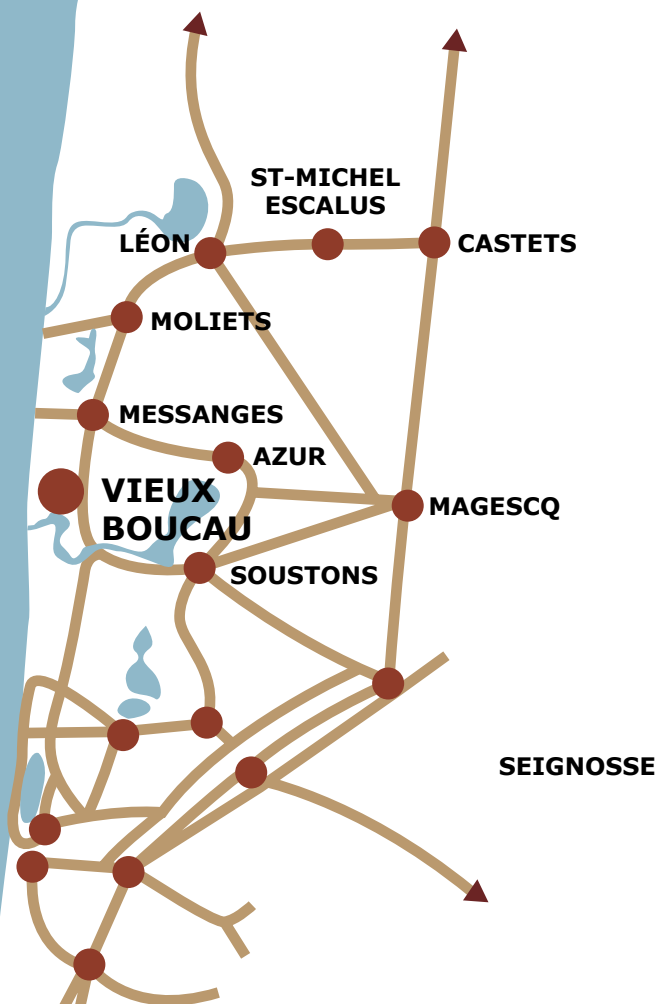 ST-MICHEL
ESCALUS
LÉON
CASTETS
MOLIETS
MESSANGES
AZUR
VIEUX
BOUCAU
MAGESCQ
SOUSTONS
SEIGNOSSE